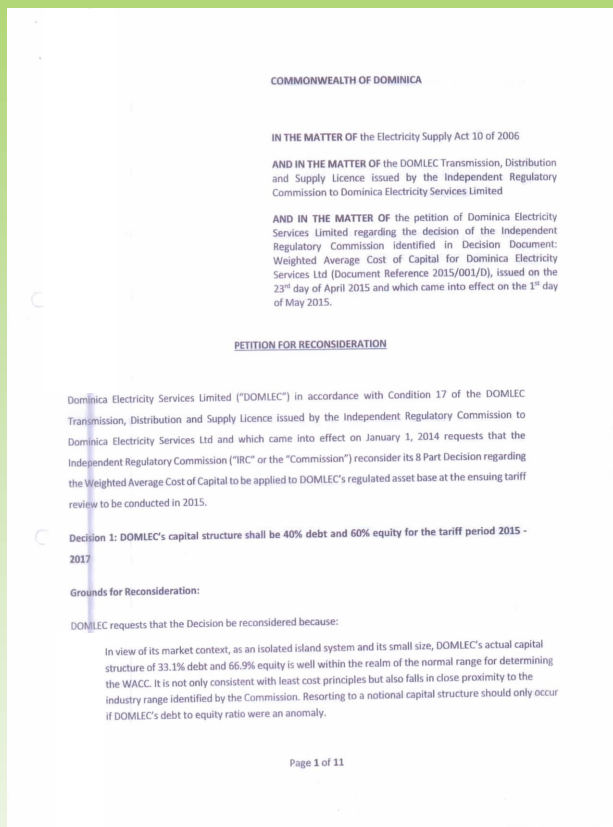 COMMONWEALTH OF DOMINICA
IN THE MATTER OF the Electricity Supply Act 10 of 2006
AND IN THE MATTER OF the DOMLEC Transmission, Distribution
and Supply Licence issued by the Independent Regulatory
Commission to Dominica Electricity Services Limited
AND IN THE MATTER OF the petition of Dominica Electricity
Services Limited regarding the decision of the Independent
Regulatory Commission identified in Decision Document:
Weighted Average Cost of Capital for Dominica Electricity
Services Ltd (Document Reference 2015/001/D), issued on the
23rd day of April 2015 and which came into effect on the 1st day
of May 2015.
PETITION FOR RECONSIDERATION
Dominica Electricity Services Limited ("DOMLEC") in accordance with Condition 17 of the DOMLEC
Transmission, Distribution and Supply Licence issued by the Independent Regulatory Commission to
Dominica Electricity Services Ltd and which came into effect on January 1, 2014 requests that the
Independent Regulatory Commission ("IRC" or the "Commission") reconsider its 8 Part Decision regarding
the Weighted Average Cost of Capital to be applied to DOMLEC's regulated asset base at the ensuing tariff
review to be conducted in 2015.
Decision 1: DOMLEC's capital structure shall be 40% debt and 60% equity for the tariff period 2015 -
2017
Grounds for Reconsideration:
DOMLEC requests that the Decision be reconsidered because:
In view of its market context, as an isolated island system and its small size, DOMLEC's actual capital
structure of 33.1% debt and 66.9% equity is well within the realm of the normal range for determining
the WACC. It is not only consistent with least cost principles but also falls in close proximity to the
industry range identified by the Commission. Resorting to a notional capital structure should only occur
if DOMLEC's debt to equity ratio were an anomaly.
Page 1 of 11